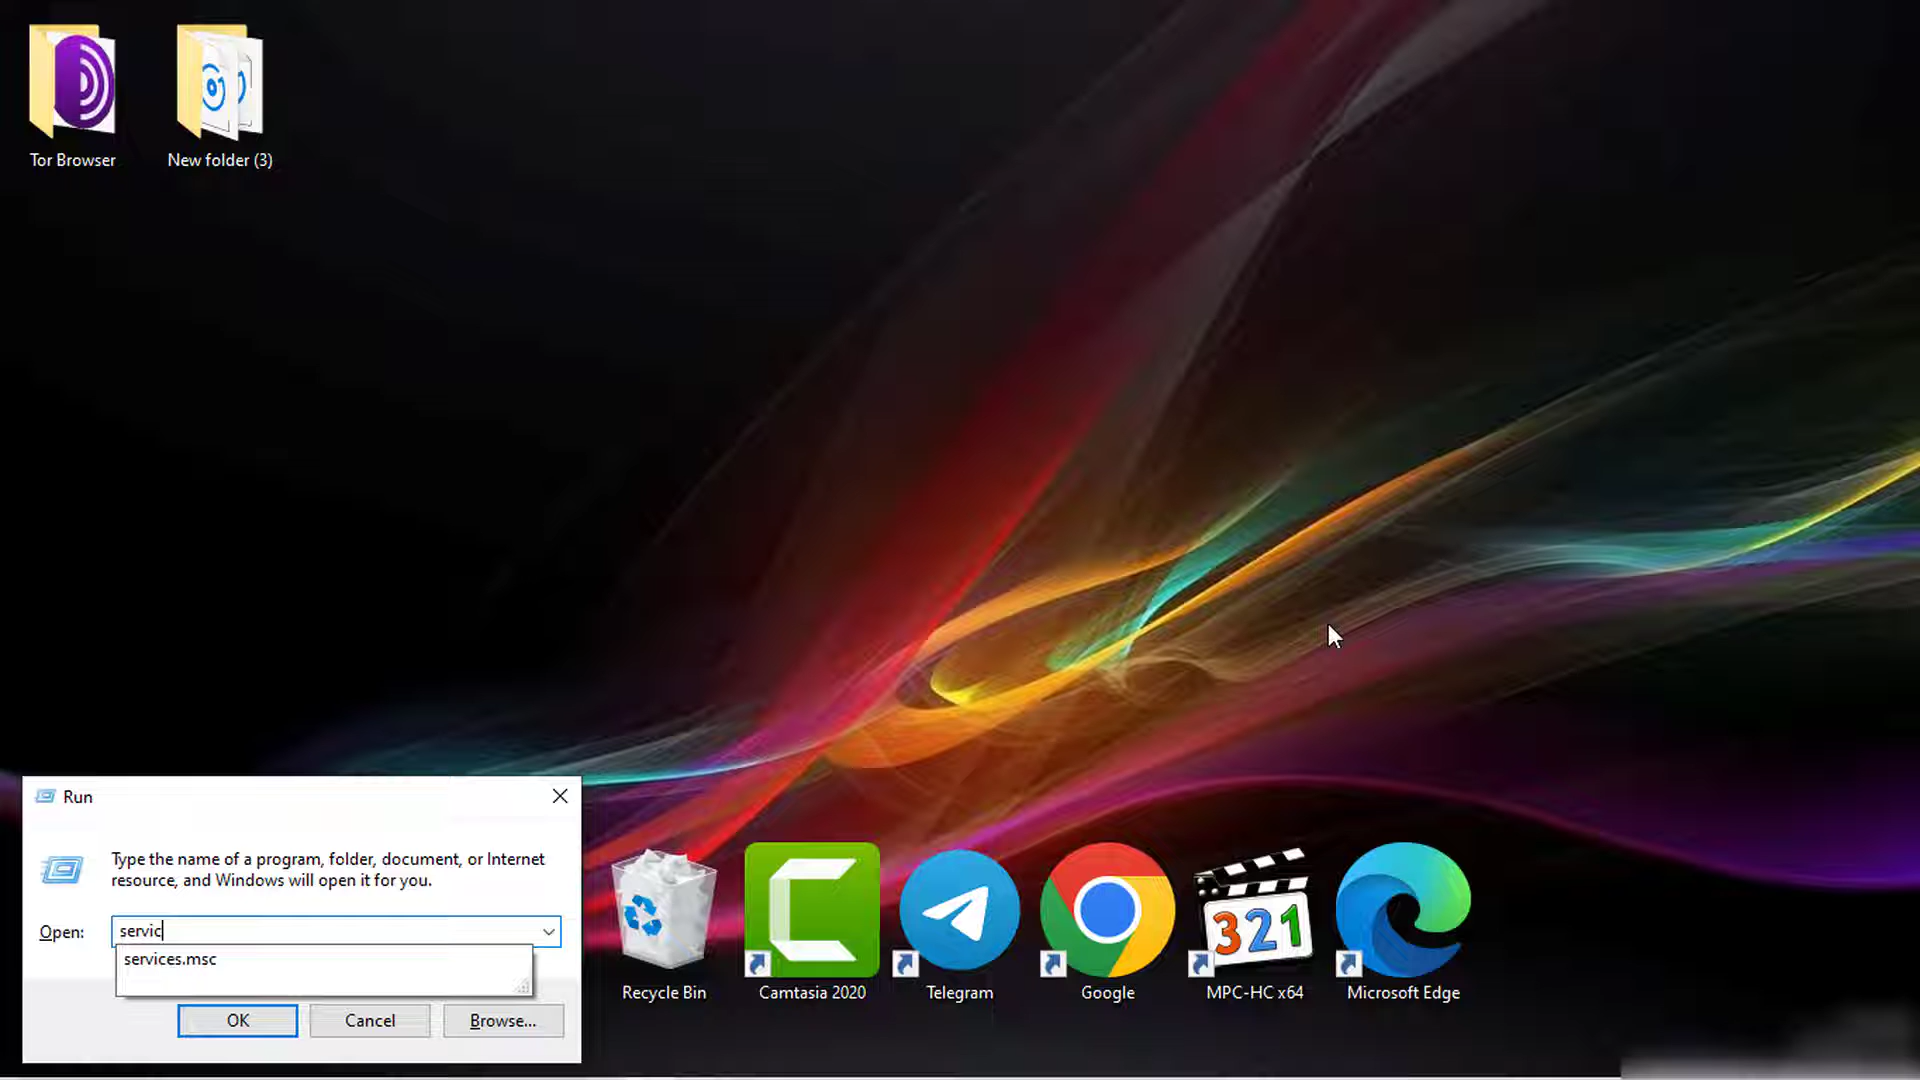 Tor Browser
New folder (3)
Run
Type the name of a program, folder, document, or Internet
resource, and Windows will open it for you.
Open:
servic
services.msc
OK
Cancel
Browse...
321
Recycle Bin
Camtasia 2020
Telegram
Google
MPC-HC x64
Microsoft Edge